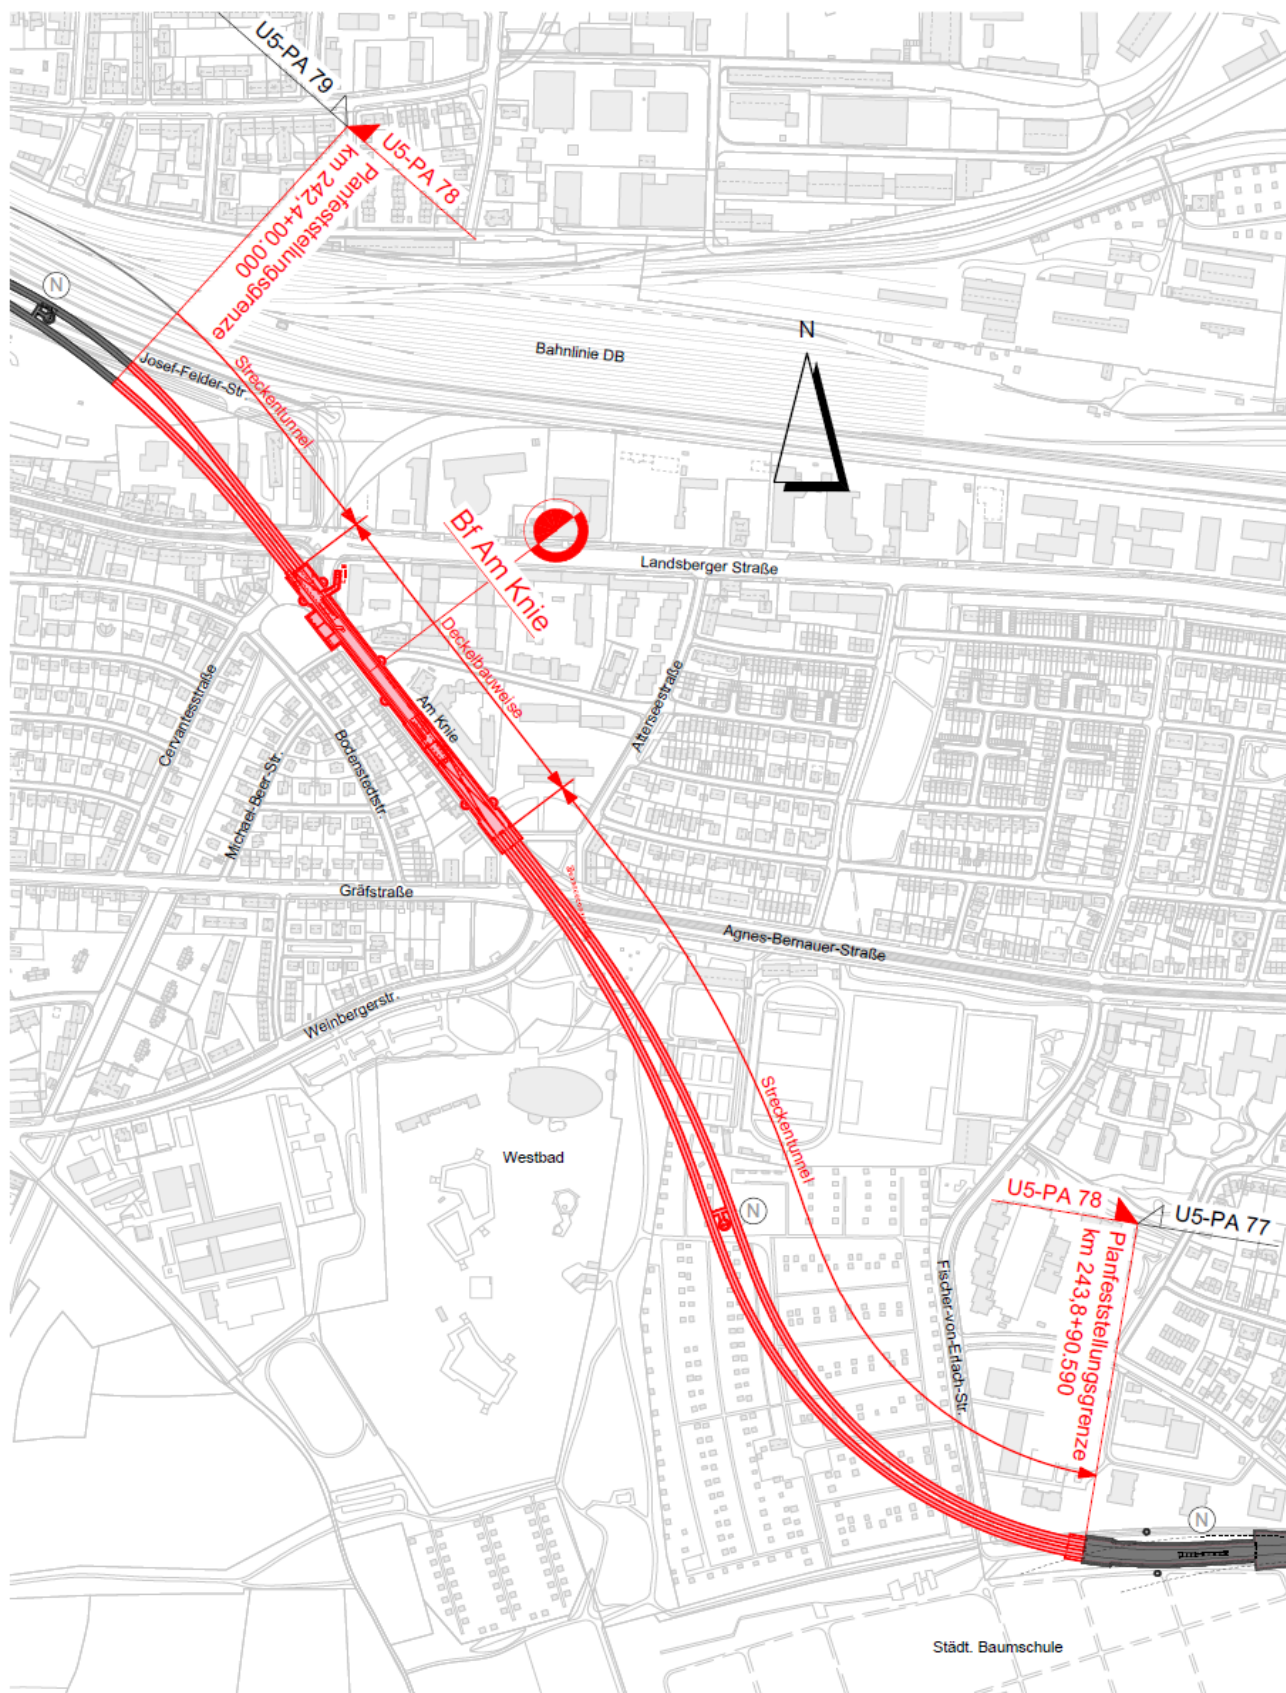 U5-PA 79
U5-PA 78
Planfeststellungsgrenze
km 242,4+00.000
N
Josef-Felder-Str.
Streckentunnel
Bahnlinie DB
N
Bf Am Knie
Landsberger Straße
Deckelbauweise
Cervantesstraße
Michael-Beer-Str.
Bodenstedtstr.
Am Knie
Atterseestraße
Gräfstraße
Agnes-Bernauer-Straße
Weinbergerstr.
Westbad
Streckentunnel
N
U5-PA 78
U5-PA 77
Planfeststellungsgrenze
km 243,8+90.590
Fischer-von-Erlach-Str.
N
Städt. Baumschule